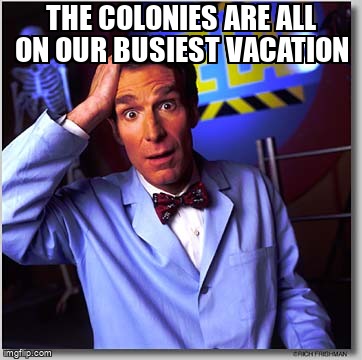 THE COLONIES ARE ALL
ON OUR BUSIEST VACATION
imgflip.com
©RICH FRISHMAN